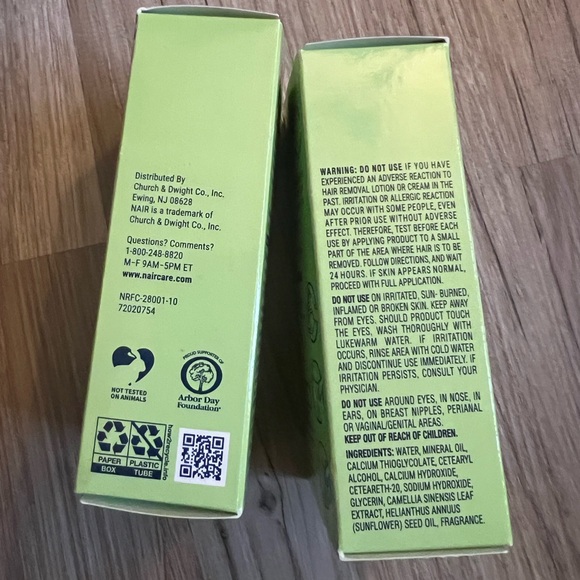 Distributed By
Church & Dwight Co., Inc.
Ewing, NJ 08628
NAIR is a trademark of
Church & Dwight Co., Inc.
Questions? Comments?
1-800-248-8820
M–F 9AM–5PM ET
www.naircare.com
NRFC-28001-10
72020754
NOT TESTED
ON ANIMALS
PROUD SUPPORTER OF
Arbor Day
Foundation®
PAPER
BOX
PLASTIC
TUBE
how2recycle.info
WARNING: DO NOT USE IF YOU HAVE
EXPERIENCED AN ADVERSE REACTION TO
HAIR REMOVAL LOTION OR CREAM IN THE
PAST. IRRITATION OR ALLERGIC REACTION
MAY OCCUR WITH SOME PEOPLE, EVEN
AFTER PRIOR USE WITHOUT ADVERSE
EFFECT. THEREFORE, TEST BEFORE EACH
USE BY APPLYING PRODUCT TO A SMALL
PART OF THE AREA WHERE HAIR IS TO BE
REMOVED. FOLLOW DIRECTIONS, AND WAIT
24 HOURS. IF SKIN APPEARS NORMAL,
PROCEED WITH FULL APPLICATION.
DO NOT USE ON IRRITATED, SUN- BURNED,
INFLAMED OR BROKEN SKIN. KEEP AWAY
FROM EYES. SHOULD PRODUCT TOUCH
THE EYES, WASH THOROUGHLY WITH
LUKEWARM WATER. IF IRRITATION
OCCURS, RINSE AREA WITH COLD WATER
AND DISCONTINUE USE IMMEDIATELY. IF
IRRITATION PERSISTS, CONSULT YOUR
PHYSICIAN.
DO NOT USE AROUND EYES, IN NOSE, IN
EARS, ON BREAST NIPPLES, PERIANAL
OR VAGINAL/GENITAL AREAS.
KEEP OUT OF REACH OF CHILDREN.
INGREDIENTS: WATER, MINERAL OIL,
CALCIUM THIOGLYCOLATE, CETEARYL
ALCOHOL, CALCIUM HYDROXIDE,
CETEARETH-20, SODIUM HYDROXIDE,
GLYCERIN, CAMELLIA SINENSIS LEAF
EXTRACT, HELIANTHUS ANNUUS
(SUNFLOWER) SEED OIL, FRAGRANCE.